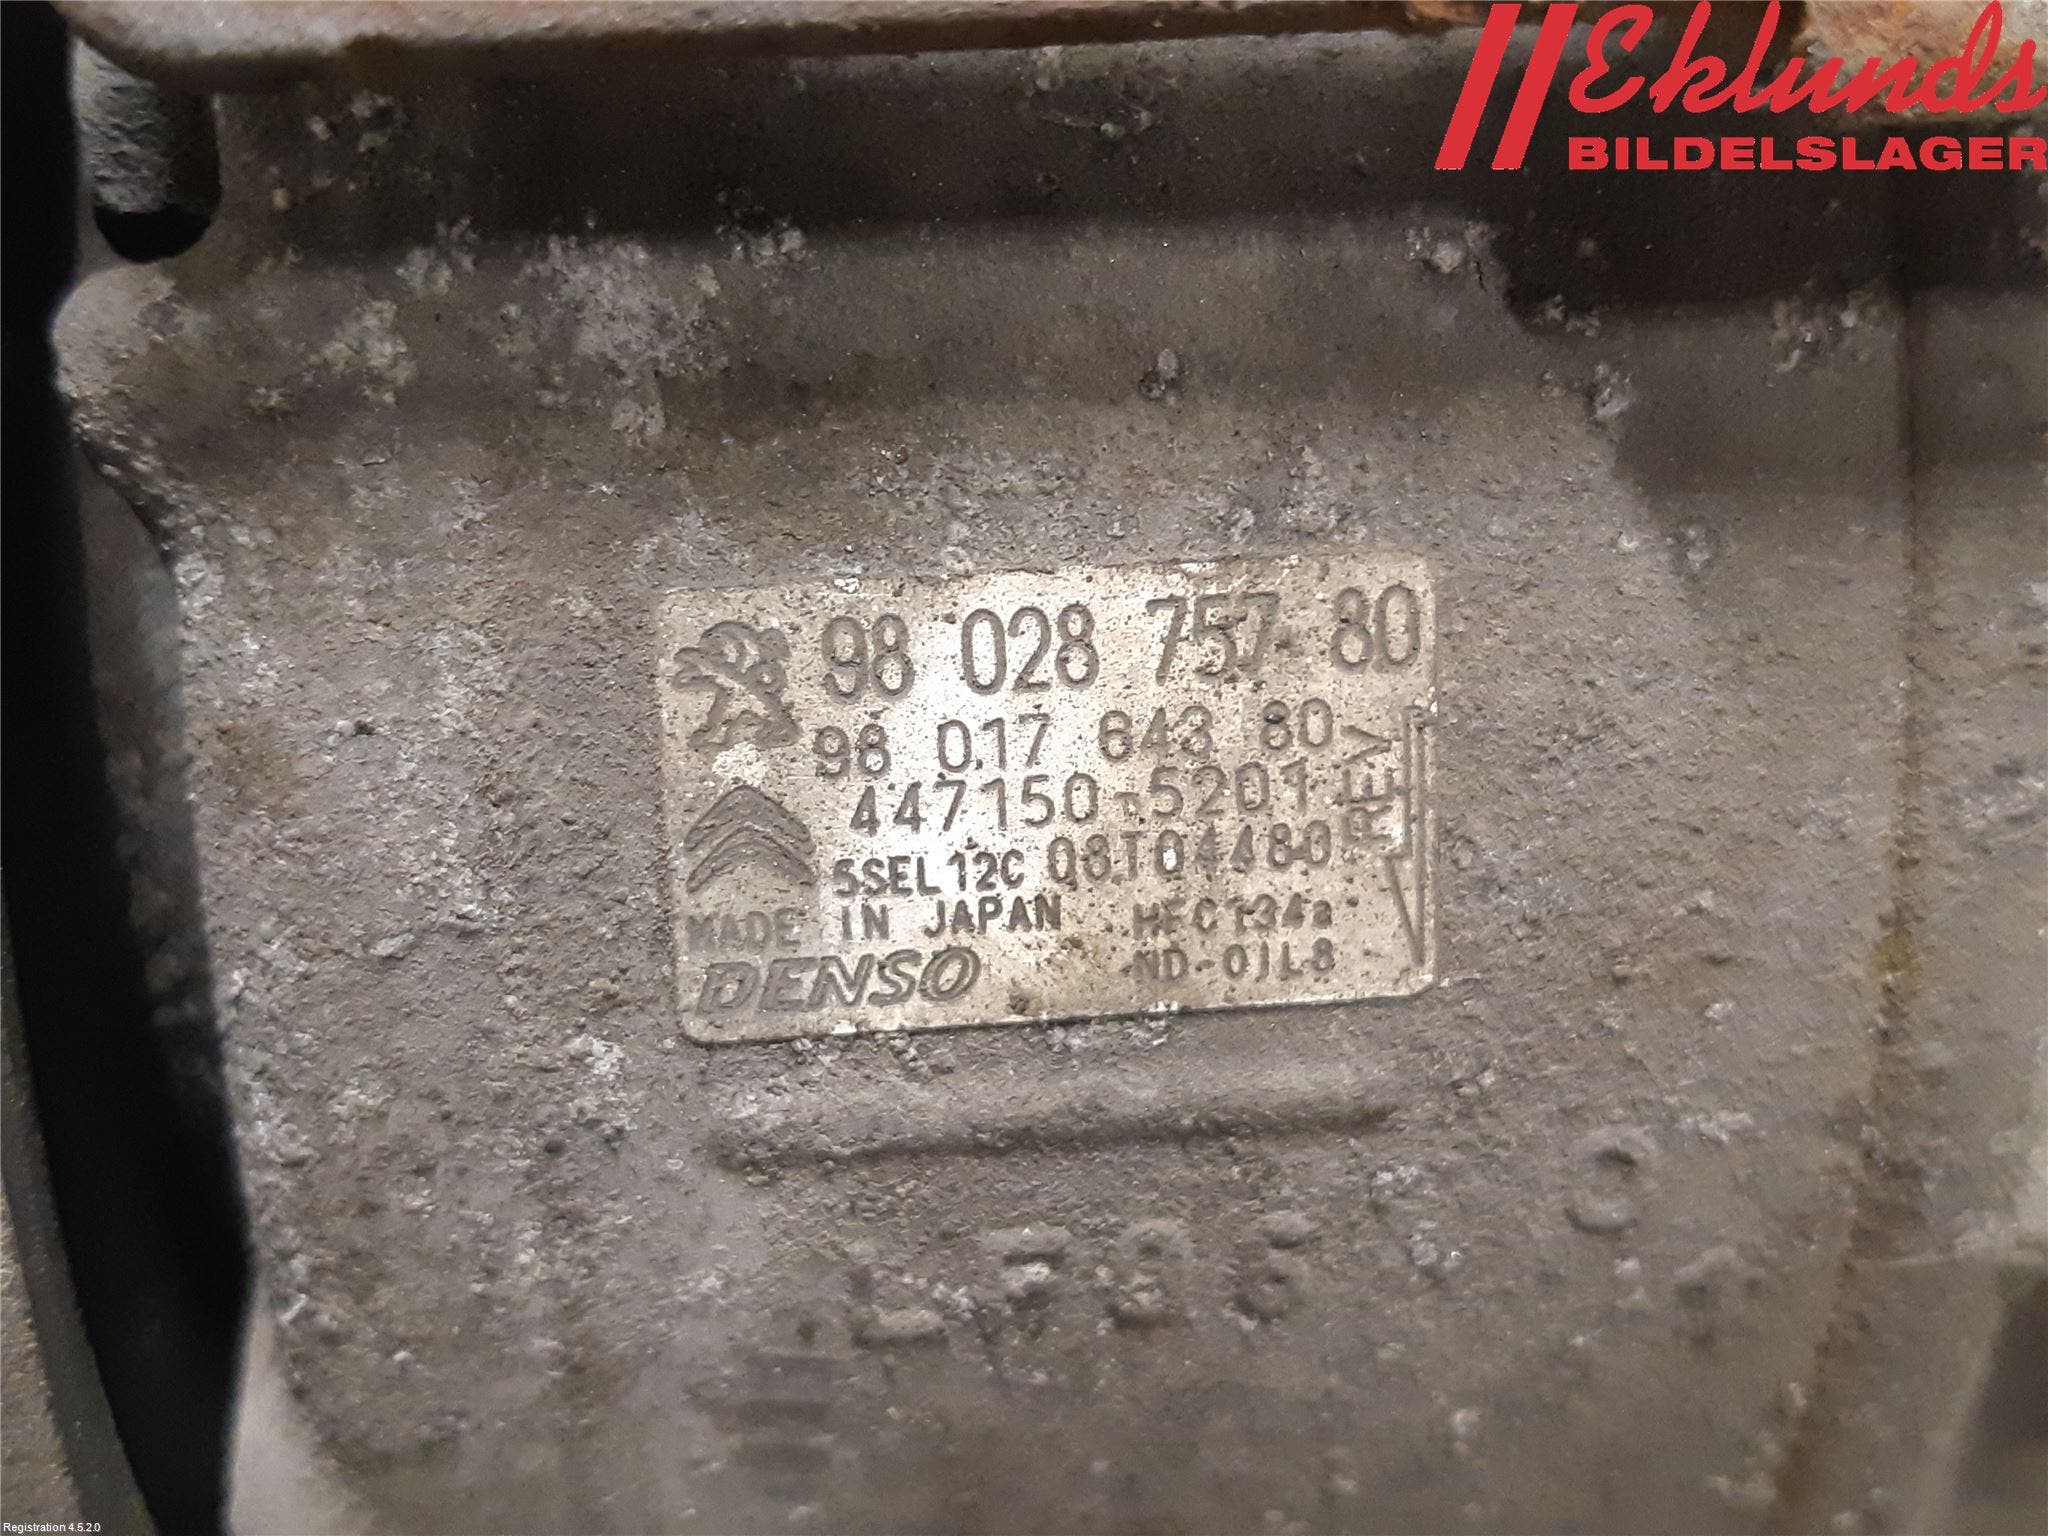 Eklunds
BILDELSLAGER
98 028 757 80
98 017 643 80
447150-5201
REV
5SEL12C 08T04480
MADE IN JAPAN HFC134a
DENSO ND-OIL8
Registration 4.5.2.0